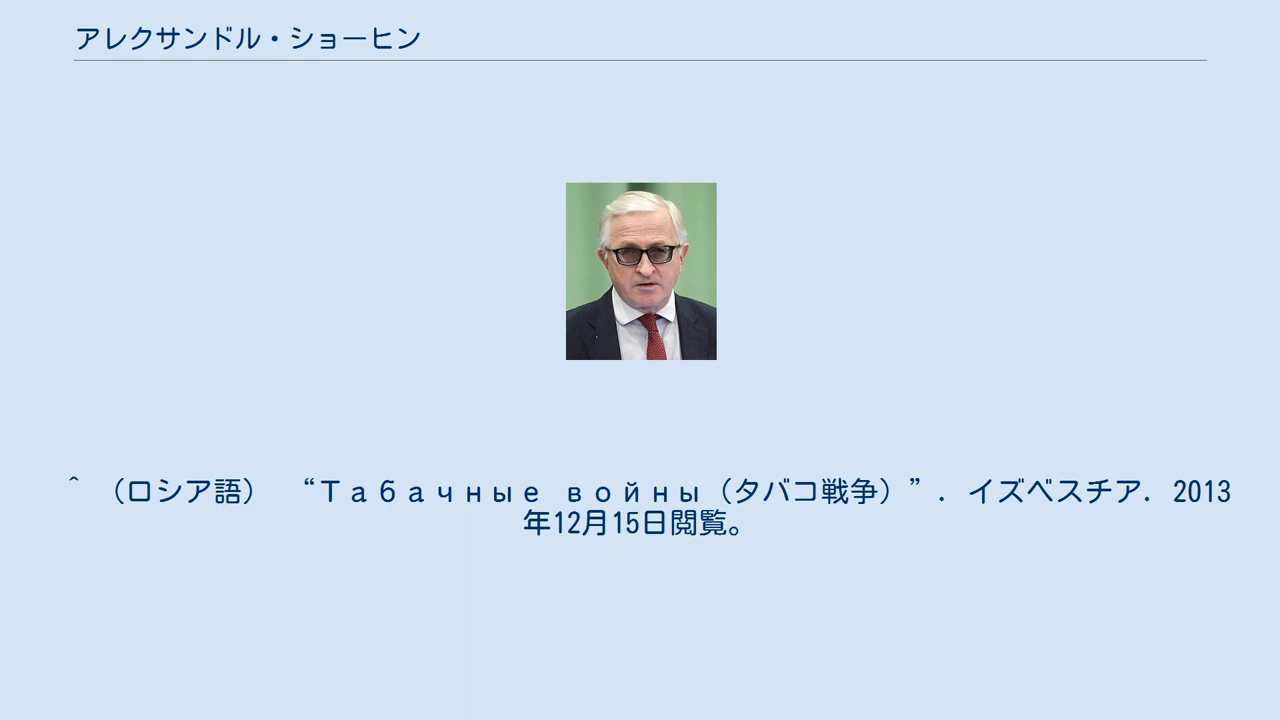 アレクサンドル・ショーヒン
^ （ロシア語） “Табачные войны（タバコ戦争）”. イズベスチア. 2013
年12月15日閲覧。